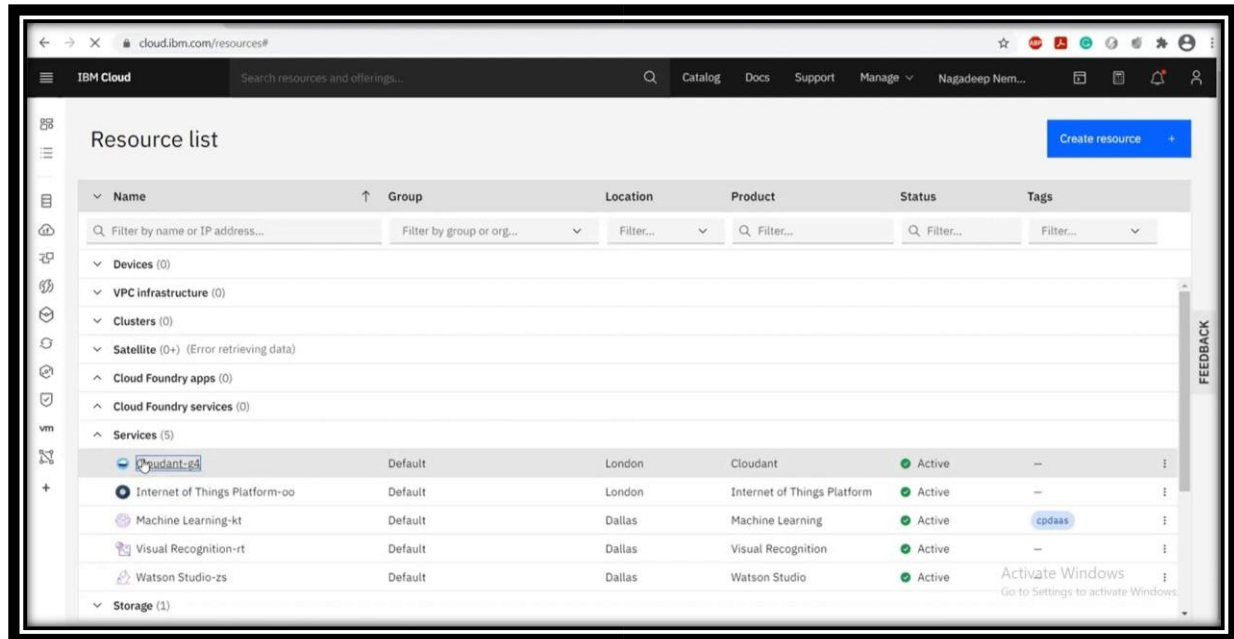 cloud.ibm.com/resources#
ABP
IBM Cloud Search resources and offerings... Catalog Docs Support Manage Nagadeep Nem...
Resource list Create resource +
Name ↑ Group Location Product Status Tags
Filter by name or IP address... Filter by group or org... Filter... Filter... Filter... Filter...
Devices (0)
VPC infrastructure (0)
Clusters (0)
Satellite (0+) (Error retrieving data)
Cloud Foundry apps (0)
Cloud Foundry services (0)
vm
Services (5)
Cloudant-g4 Default London Cloudant Active –
Internet of Things Platform-oo Default London Internet of Things Platform Active –
Machine Learning-kt Default Dallas Machine Learning Active cpdaas
Visual Recognition-rt Default Dallas Visual Recognition Active –
Watson Studio-zs Default Dallas Watson Studio Active –
Storage (1)
FEEDBACK
Activate Windows
Go to Settings to activate Windows.